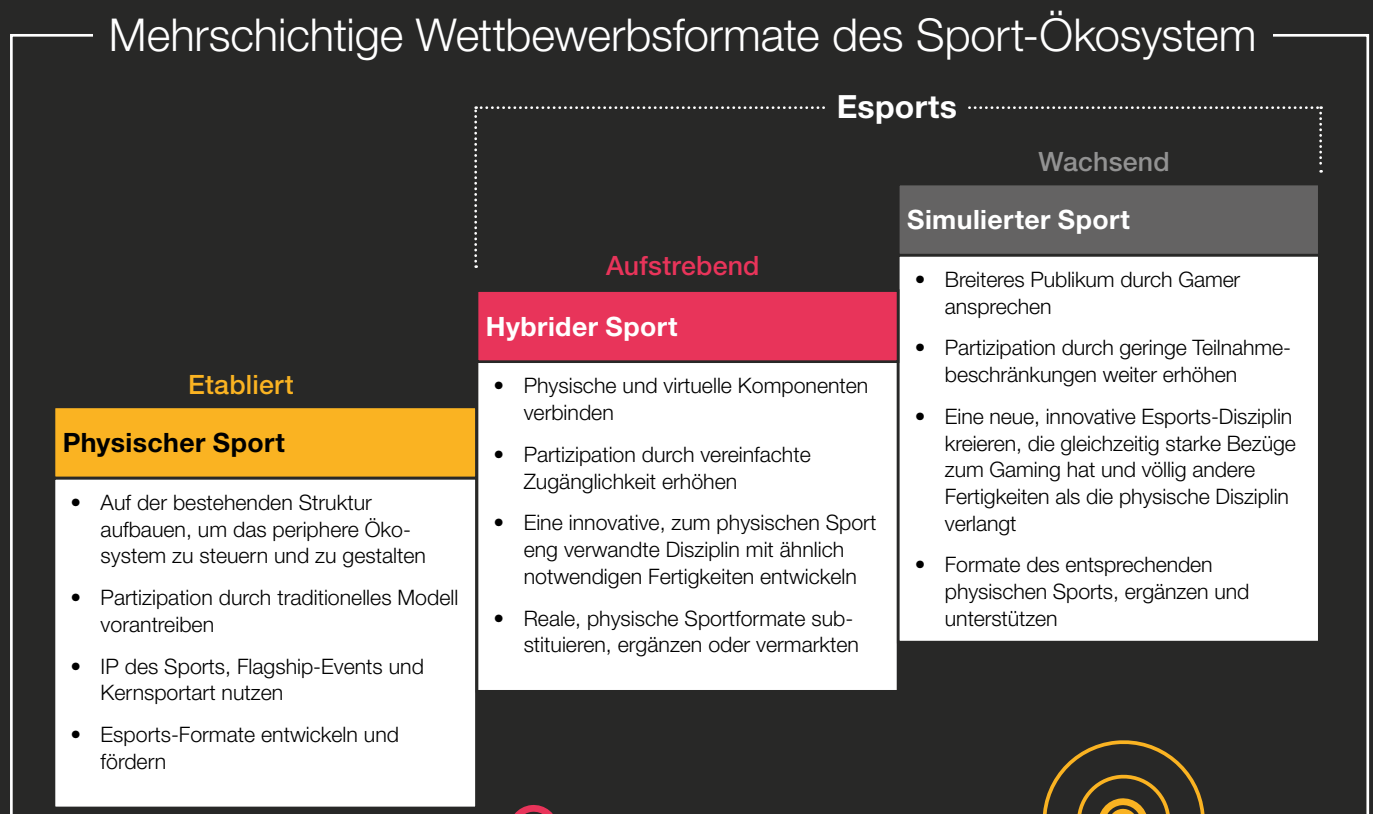 Mehrschichtige Wettbewerbsformate des Sport-Ökosystem
Esports
Etabliert
Physischer Sport
• Auf der bestehenden Struktur
aufbauen, um das periphere Öko-
system zu steuern und zu gestalten
• Partizipation durch traditionelles Modell
vorantreiben
• IP des Sports, Flagship-Events und
Kernsportart nutzen
• Esports-Formate entwickeln und
fördern
Aufstrebend
Hybrider Sport
• Physische und virtuelle Komponenten
verbinden
• Partizipation durch vereinfachte
Zugänglichkeit erhöhen
• Eine innovative, zum physischen Sport
eng verwandte Disziplin mit ähnlich
notwendigen Fertigkeiten entwickeln
• Reale, physische Sportformate sub-
stituieren, ergänzen oder vermarkten
Wachsend
Simulierter Sport
• Breiteres Publikum durch Gamer
ansprechen
• Partizipation durch geringe Teilnahme-
beschränkungen weiter erhöhen
• Eine neue, innovative Esports-Disziplin
kreieren, die gleichzeitig starke Bezüge
zum Gaming hat und völlig andere
Fertigkeiten als die physische Disziplin
verlangt
• Formate des entsprechenden
physischen Sports, ergänzen und
unterstützen